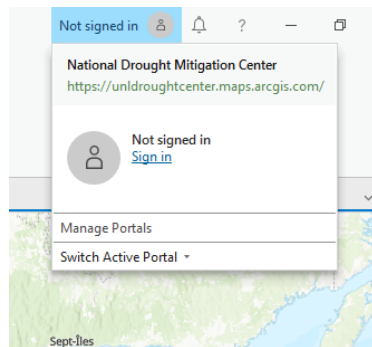 Not signed in
?
National Drought Mitigation Center
https://unldroughtcenter.maps.arcgis.com/
Not signed in
Sign in
Manage Portals
Switch Active Portal
Sept-Îles